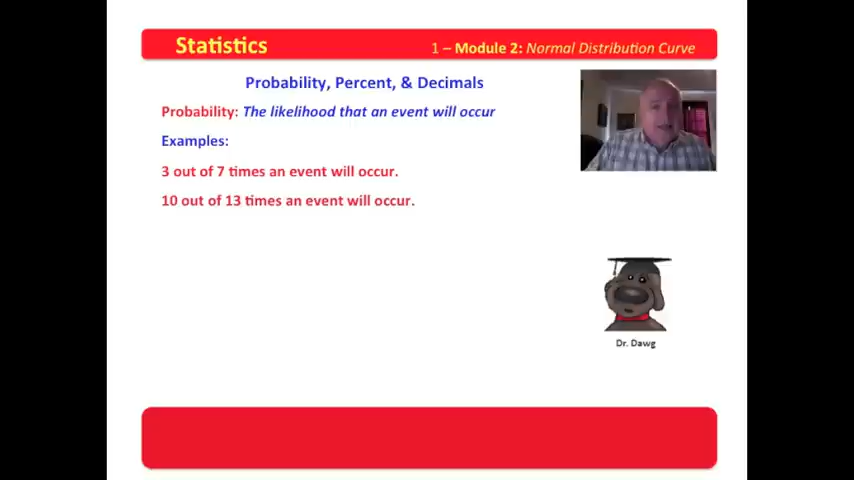 Statistics
1 – Module 2: Normal Distribution Curve
Probability, Percent, & Decimals
Probability: The likelihood that an event will occur
Examples:
3 out of 7 times an event will occur.
10 out of 13 times an event will occur.
Dr. Dawg